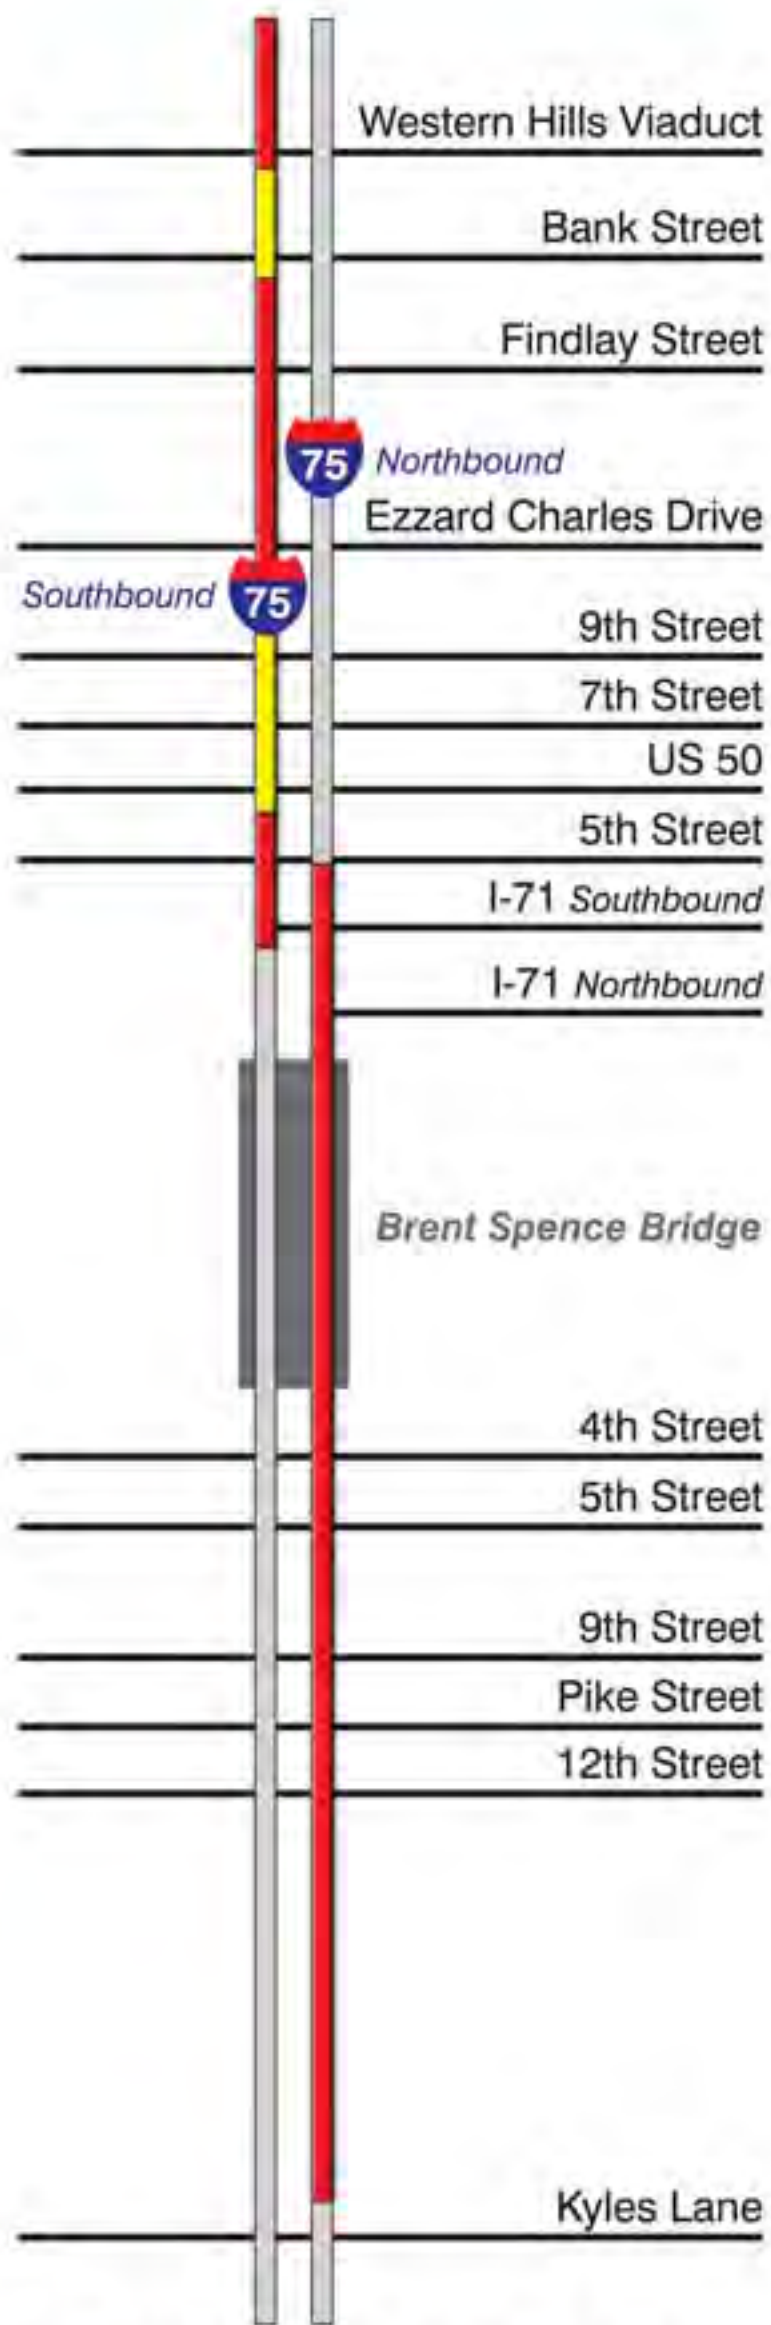 Western Hills Viaduct
Bank Street
Findlay Street
75 Northbound
Ezzard Charles Drive
Southbound 75
9th Street
7th Street
US 50
5th Street
I-71 Southbound
I-71 Northbound
Brent Spence Bridge
4th Street
5th Street
9th Street
Pike Street
12th Street
Kyles Lane